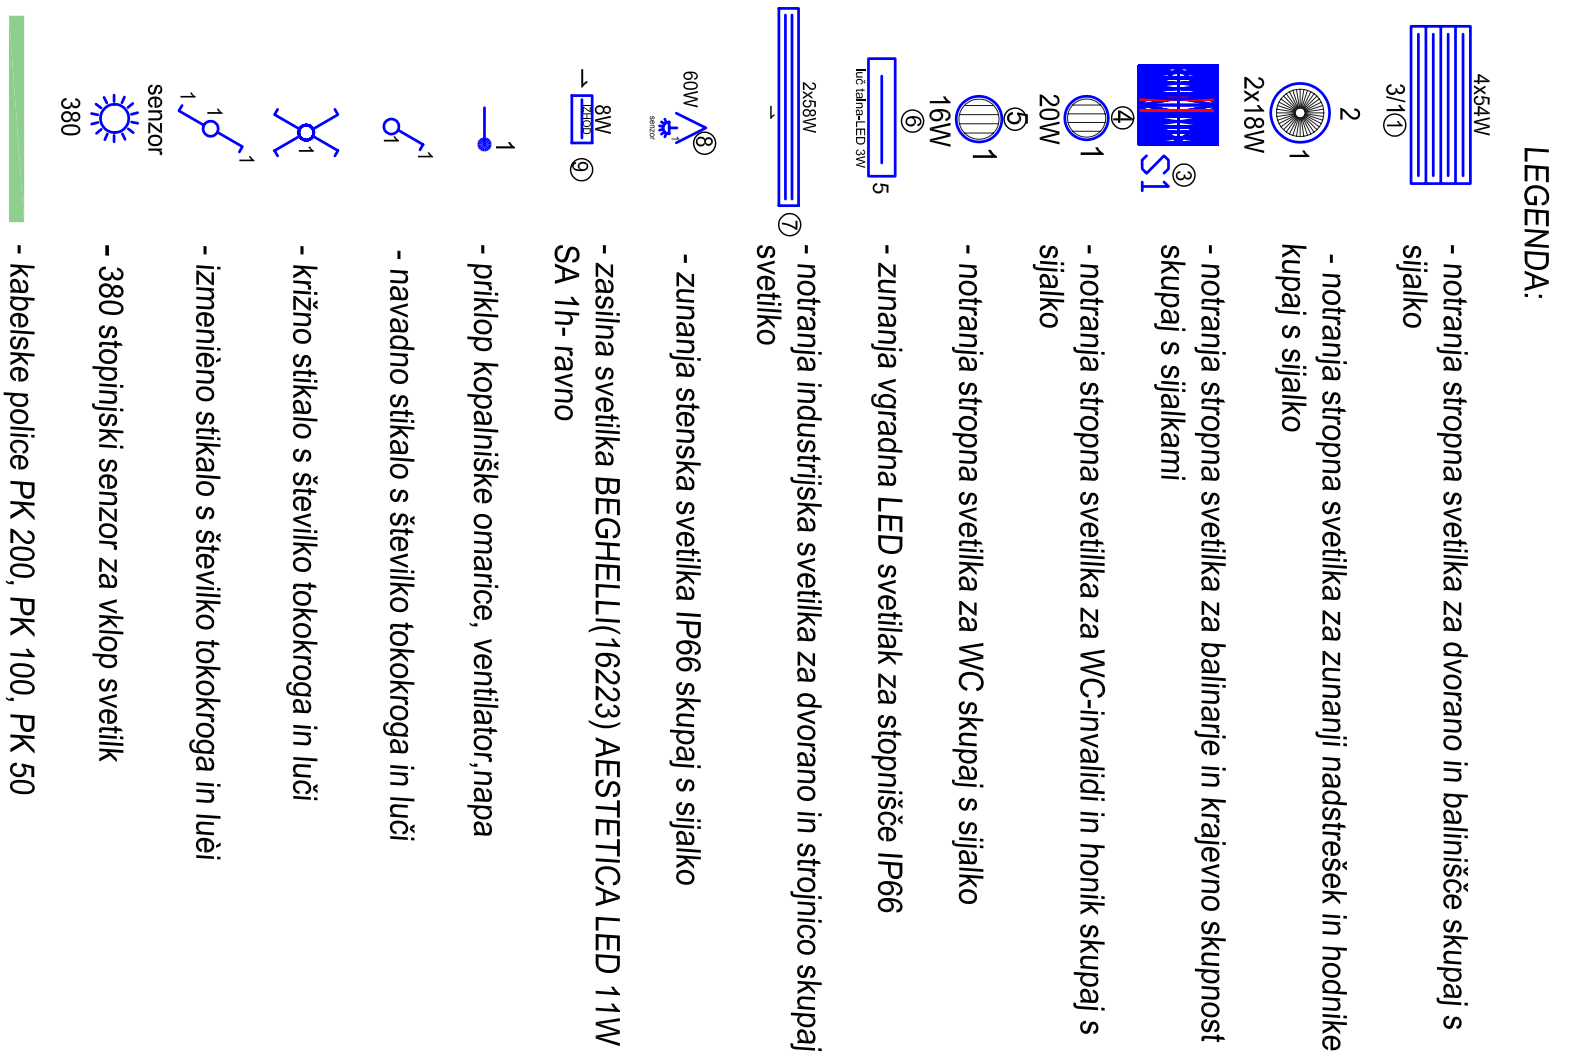 LEGENDA:
4x54W
3/1 1
- notranja stropna svetilka za dvorano in balinišče skupaj s
sijalko
2
1
2x18W
- notranja stropna svetilka za zunanji nadstrešek in hodnike
kupaj s sijalko
3
S1
- notranja stropna svetilka za balinarje in krajevno skupnost
skupaj s sijalkami
4
1
20W
- notranja stropna svetilka za WC-invalidi in honik skupaj s
sijalko
5
1
16W
- notranja stropna svetilka za WC skupaj s sijalko
6
5
luč talna-LED 3W
- zunanja vgradna LED svetilak za stopnišče IP66
2x58W
7
- notranja industrijska svetilka za dvorano in strojnico skupaj
svetilko
8
60W
1
senzor
- zunanja stenska svetilka IP66 skupaj s sijalko
8W
IZHOD
9
- zasilna svetilka BEGHELLI(16223) AESTETICA LED 11W
SA 1h- ravno
1
- priklop kopalniške omarice, ventilator,napa
1
1
- navadno stikalo s številko tokokroga in luči
1
- križno stikalo s številko tokokroga in luči
1
1
1
- izmenièno stikalo s številko tokokroga in luèi
senzor
380
- 380 stopinjski senzor za vklop svetilk
- kabelske police PK 200, PK 100, PK 50